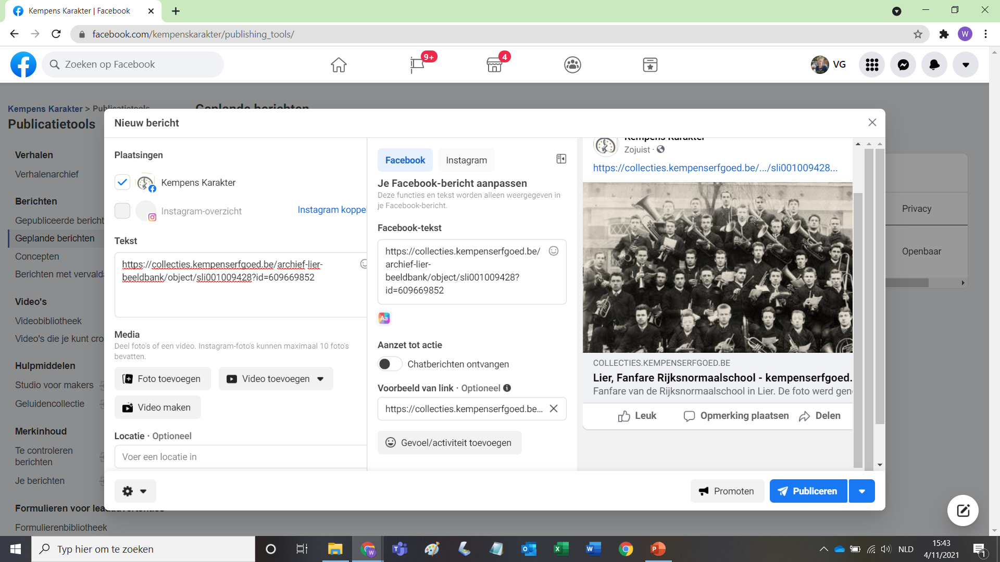 Kempens Karakter | Facebook
facebook.com/kempenskarakter/publishing_tools/
W
Zoeken op Facebook
9+
4
VG
Kempens Karakter > Publicatietools
Publicatietools
Geplande berichten
Verhalen
Verhalenarchief
Berichten
Gepubliceerde bericht
Geplande berichten
Concepten
Berichten met vervalda
Video's
Videobibliotheek
Video's die je kunt cro
Hulpmiddelen
Studio voor makers
Geluidencollectie
Merkinhoud
Te controleren
berichten
Je berichten
Formulieren voor leadadvertenties
Formulierenbibliotheek
Nieuw bericht
Plaatsingen
Kempens Karakter
Instagram-overzicht
Instagram koppe
Tekst
https://collecties.kempenserfgoed.be/archief-lier-
beeldbank/object/sli001009428?id=609669852
Media
Deel foto's of een video. Instagram-foto's kunnen maximaal 10 foto's
bevatten.
Foto toevoegen
Video toevoegen
Video maken
Locatie · Optioneel
Voer een locatie in
Facebook
Instagram
Je Facebook-bericht aanpassen
Deze functies en tekst worden alleen weergegeven in
je Facebook-bericht.
Facebook-tekst
https://collecties.kempenserfgoed.be/
archief-lier-
beeldbank/object/sli001009428?
id=609669852
Aa
Aanzet tot actie
Chatberichten ontvangen
Voorbeeld van link · Optioneel
https://collecties.kempenserfgoed.be...
Gevoel/activiteit toevoegen
Kempens Karakter
Zojuist ·
https://collecties.kempenserfgoed.be/.../sli001009428...
COLLECTIES.KEMPENSERFGOED.BE
Lier, Fanfare Rijksnormaalschool - kempenserfgoed.
Fanfare van de Rijksnormaalschool in Lier. De foto werd gen
Leuk
Opmerking plaatsen
Delen
Promoten
Publiceren
Privacy
Openbaar
Typ hier om te zoeken
NLD
15:43
4/11/2021
1